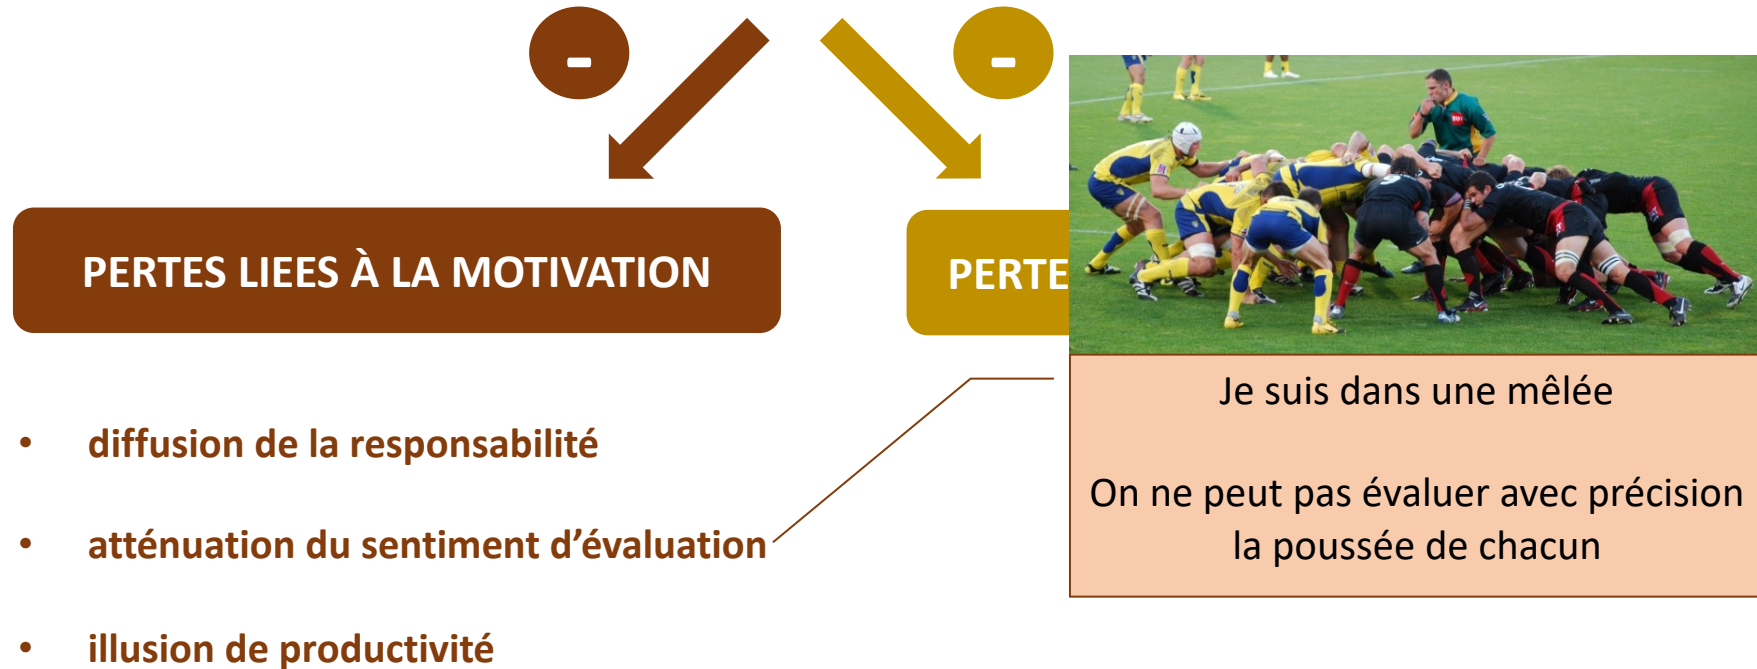 -
-
PERTES LIEES À LA MOTIVATION
PERTE
• diffusion de la responsabilité
• atténuation du sentiment d’évaluation
• illusion de productivité
Je suis dans une mêlée
On ne peut pas évaluer avec précision
la poussée de chacun